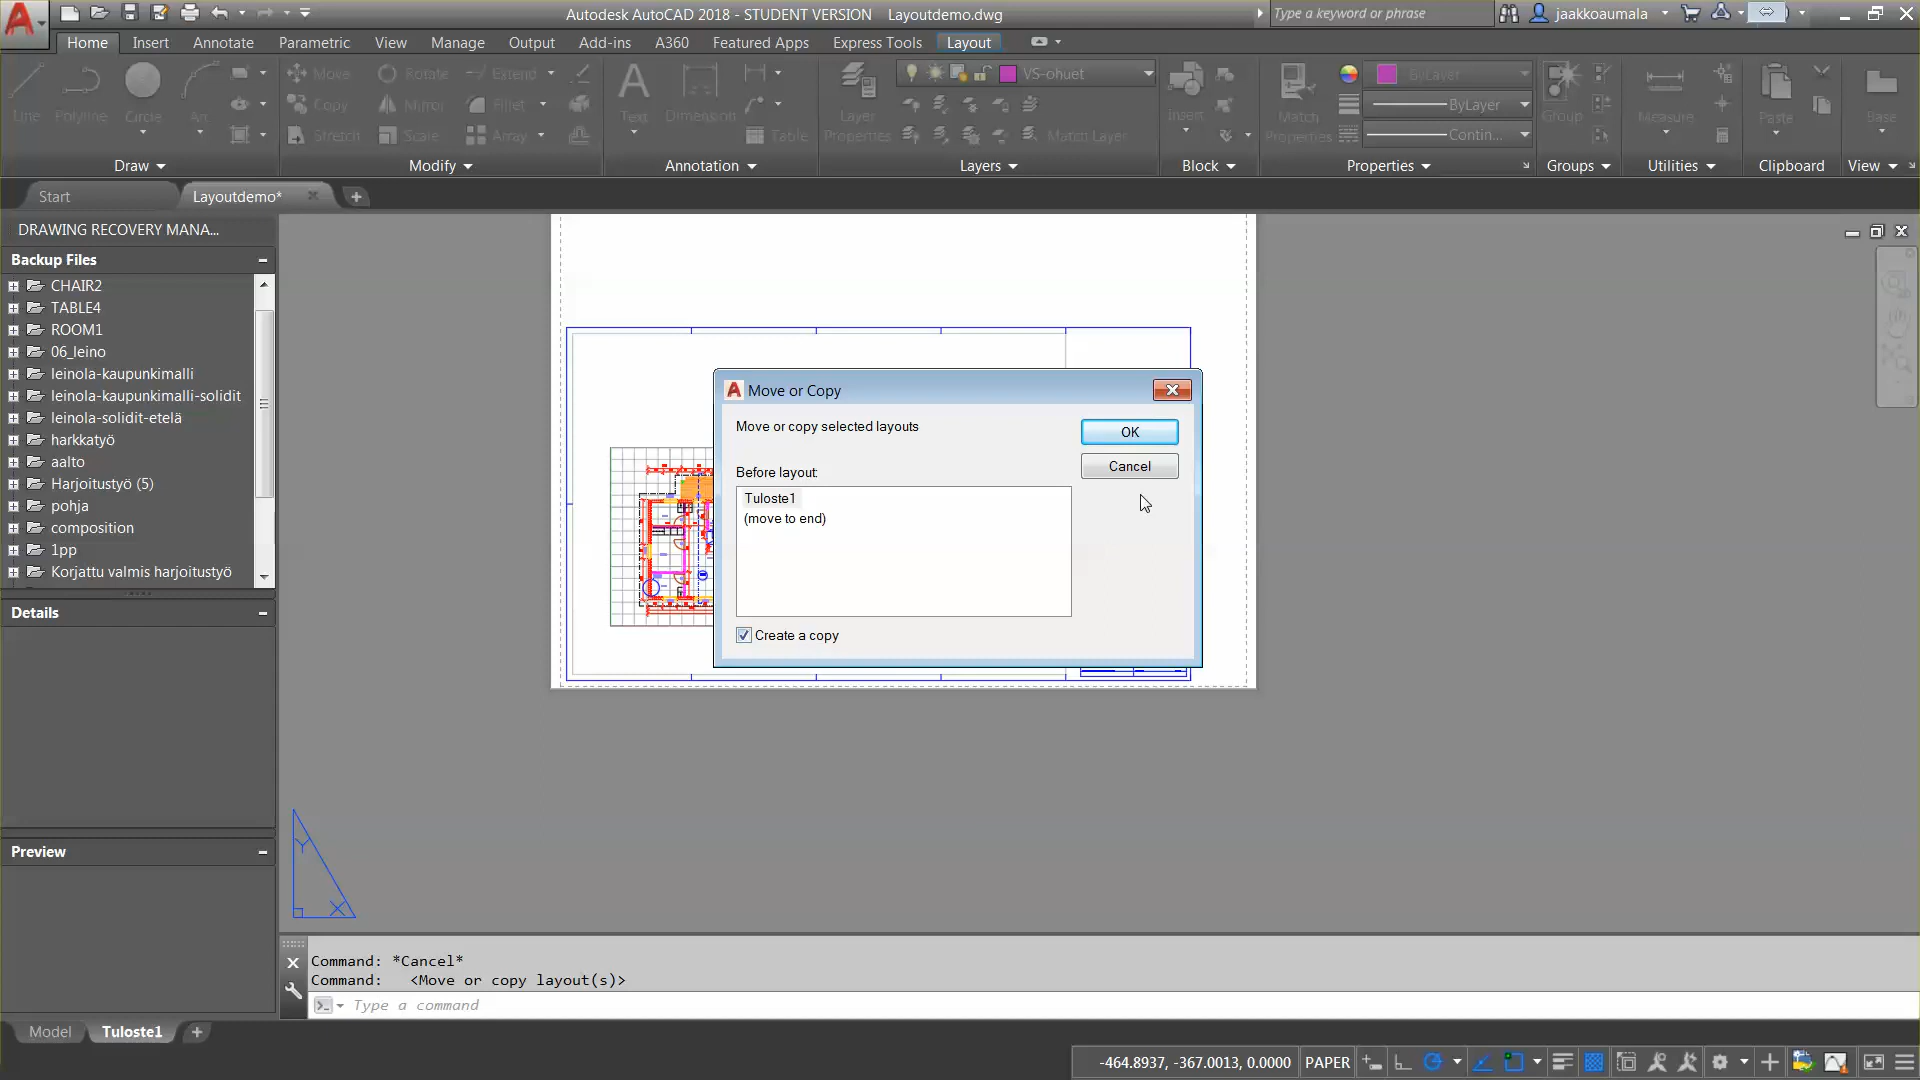 Autodesk AutoCAD 2018 - STUDENT VERSION Layoutdemo.dwg
Type a keyword or phrase
jaakkoaumala
Home Insert Annotate Parametric View Manage Output Add-ins A360 Featured Apps Express Tools Layout
Line Polyline Circle Arc
Move Rotate Extend
Copy Mirror Fillet
Stretch Scale Array
Text Dimension Table
Layer Properties
VS-ohuet
Match Layer
Insert
Match Properties
ByLayer
ByLayer
Contin...
Group
Measure
Paste
Base
Draw Modify Annotation Layers Block Properties Groups Utilities Clipboard View
Start Layoutdemo*
DRAWING RECOVERY MANA...
Backup Files
CHAIR2
TABLE4
ROOM1
06_leino
leinola-kaupunkimalli
leinola-kaupunkimalli-solidit
leinola-solidit-etelä
harkkatyö
aalto
Harjoitustyö (5)
pohja
composition
1pp
Korjattu valmis harjoitustyö
Details
Preview
Move or Copy
Move or copy selected layouts
OK
Cancel
Before layout:
Tuloste1
(move to end)
Create a copy
Y
X
Command: *Cancel*
Command: <Move or copy layout(s)>
Type a command
Model Tuloste1 +
-464.8937, -367.0013, 0.0000 PAPER